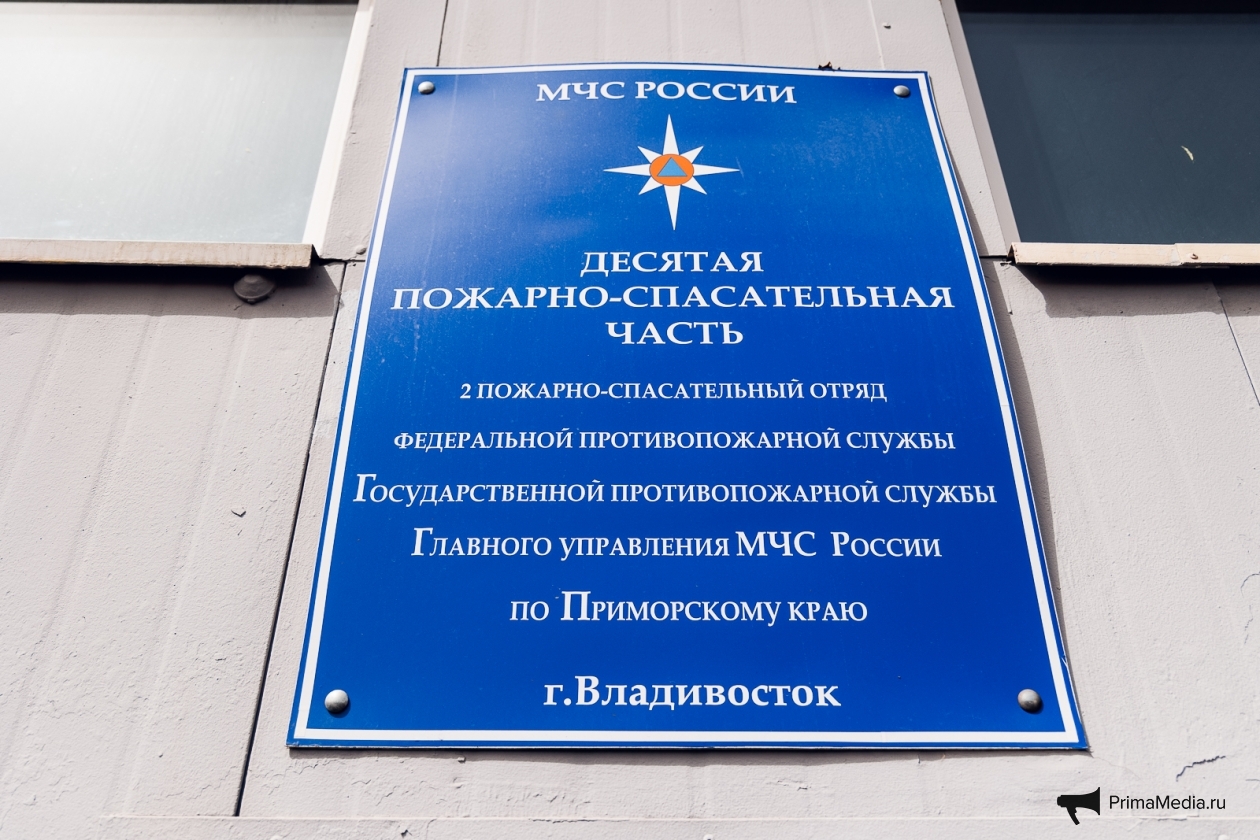 МЧС РОССИИ
ДЕСЯТАЯ
ПОЖАРНО-СПАСАТЕЛЬНАЯ
ЧАСТЬ
2 ПОЖАРНО-СПАСАТЕЛЬНЫЙ ОТРЯД
ФЕДЕРАЛЬНОЙ ПРОТИВОПОЖАРНОЙ СЛУЖБЫ
ГОСУДАРСТВЕННОЙ ПРОТИВОПОЖАРНОЙ СЛУЖБЫ
ГЛАВНОГО УПРАВЛЕНИЯ МЧС РОССИИ
ПО ПРИМОРСКОМУ КРАЮ
г.Владивосток
PrimaMedia.ru